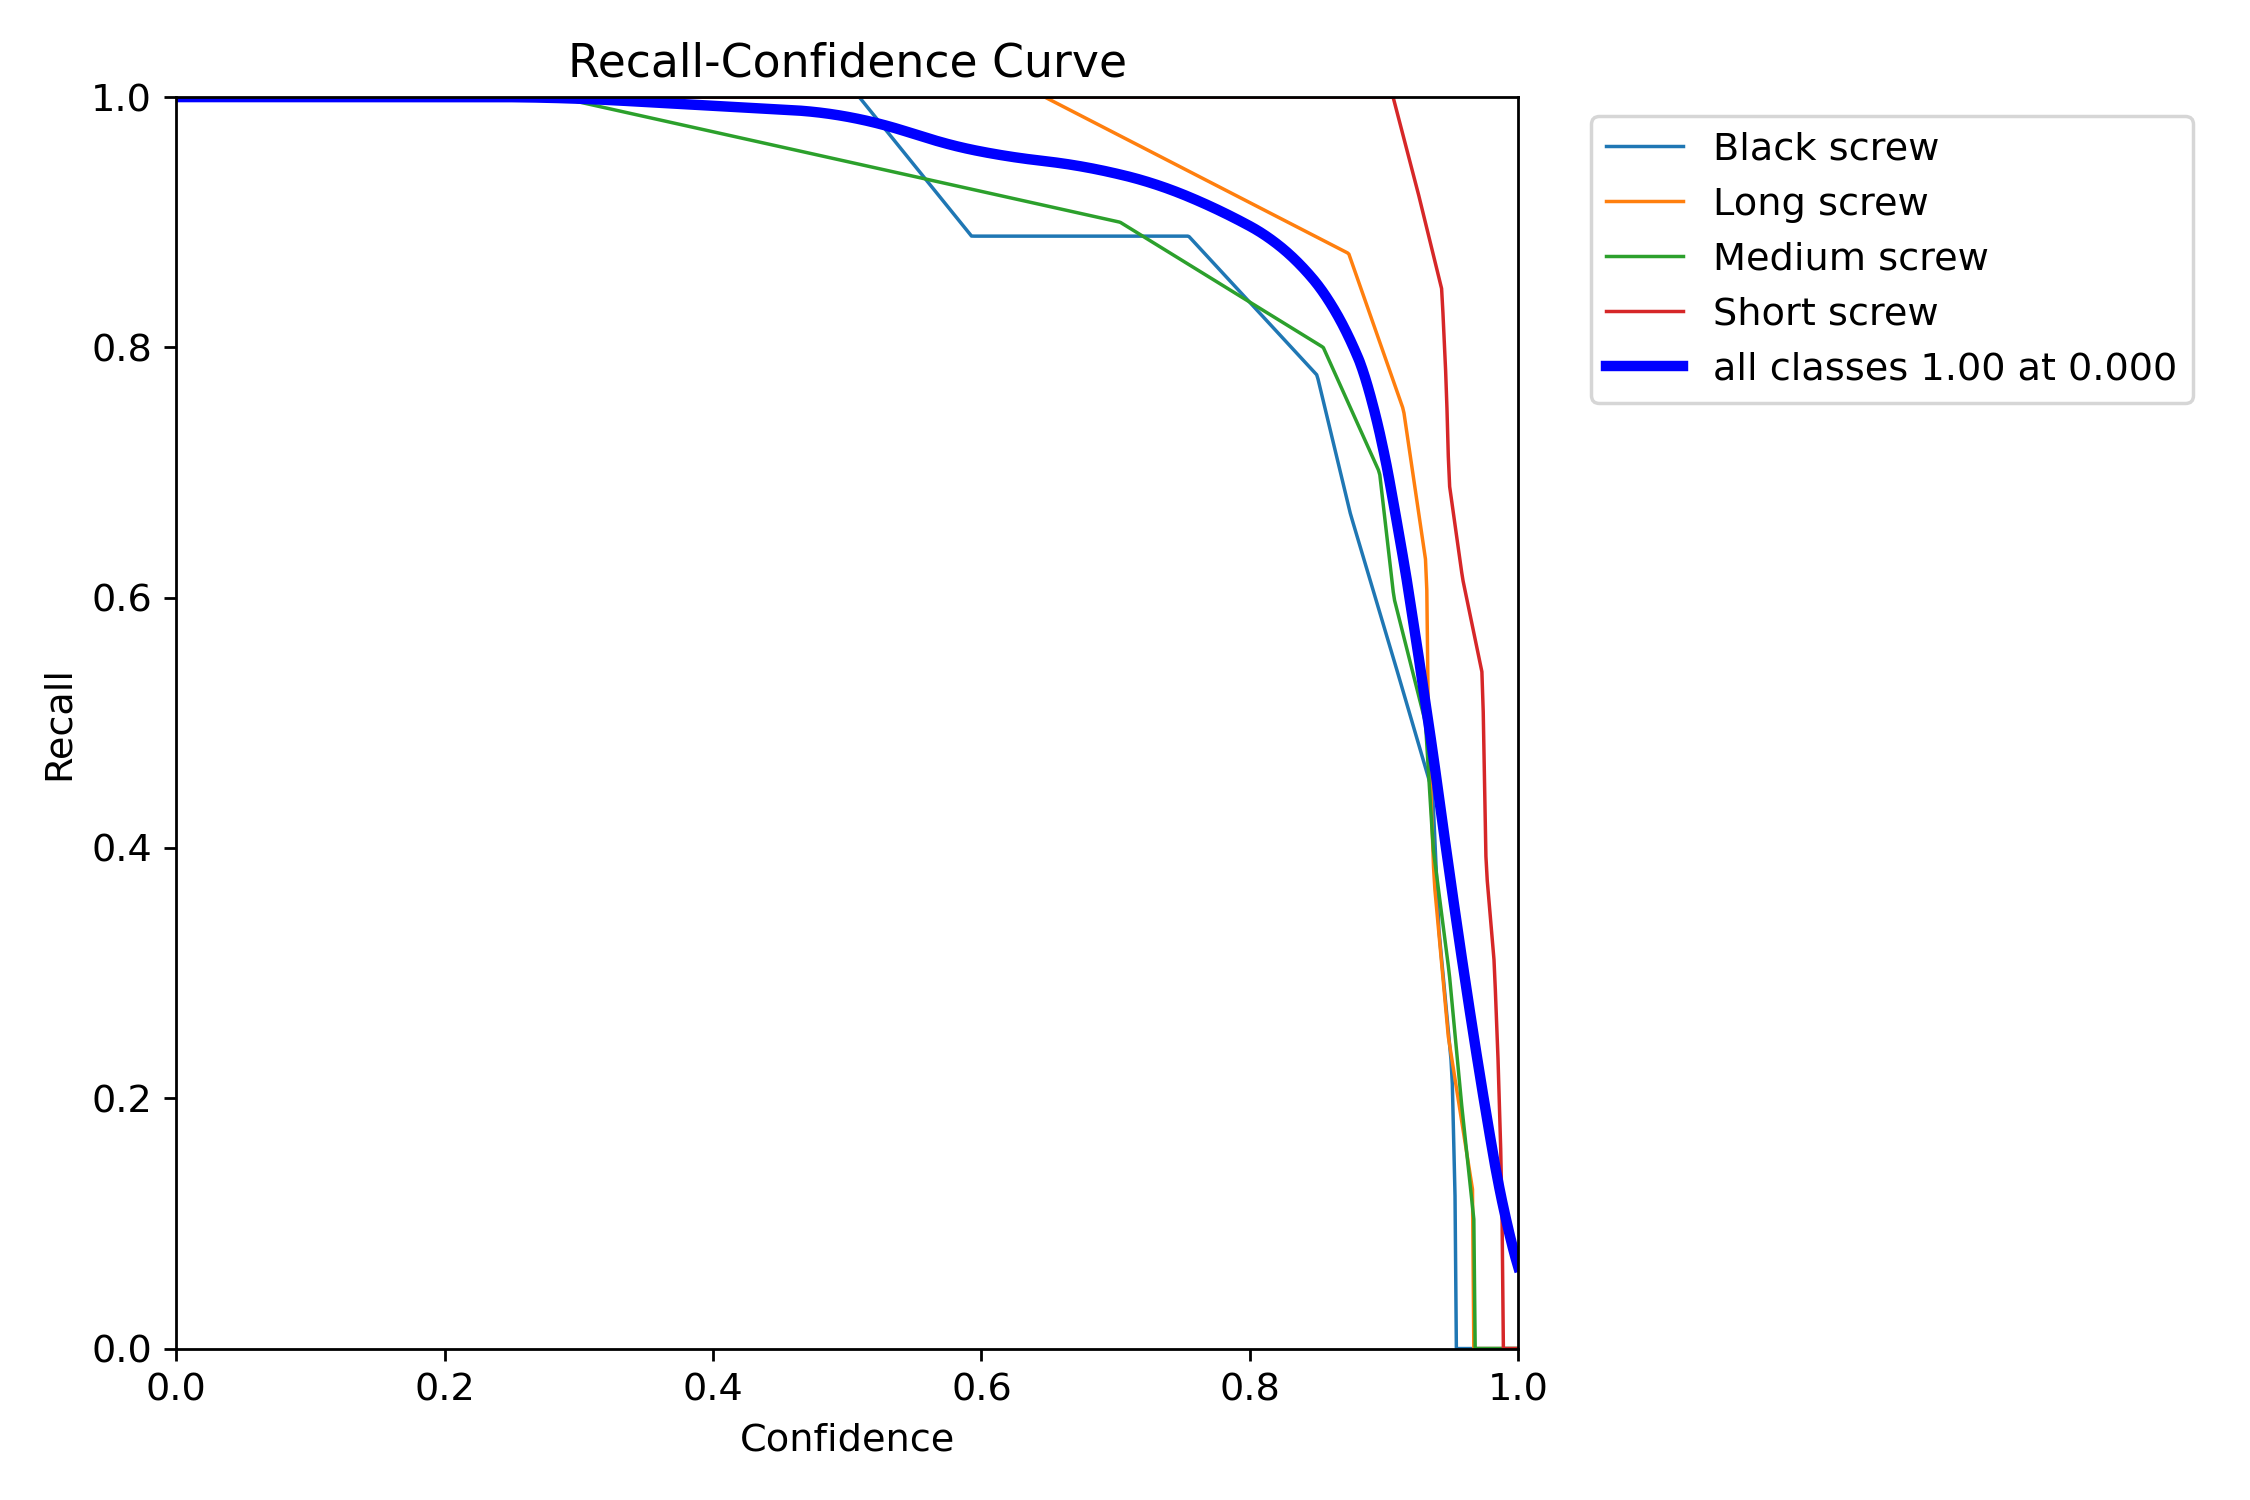 Recall-Confidence Curve
1.0
0.8
0.6
0.4
0.2
0.0
Recall
0.0 0.2 0.4 0.6 0.8 1.0
Confidence
Black screw
Long screw
Medium screw
Short screw
all classes 1.00 at 0.000